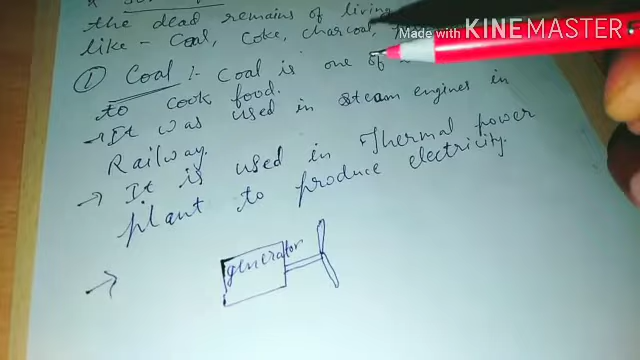 the dead remains of living
like - Coal, Coke, charcoal,
Made with KINEMASTER
① Coal :- Coal is one of
to cook food.
→ It was used in steam engines in
Railway.
→ It is used in Thermal power
plant to produce electricity.
→
generator